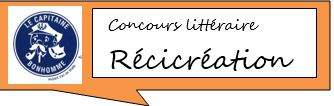 LE CAPITAINE
BONHOMME
Concours littéraire
Récicréation